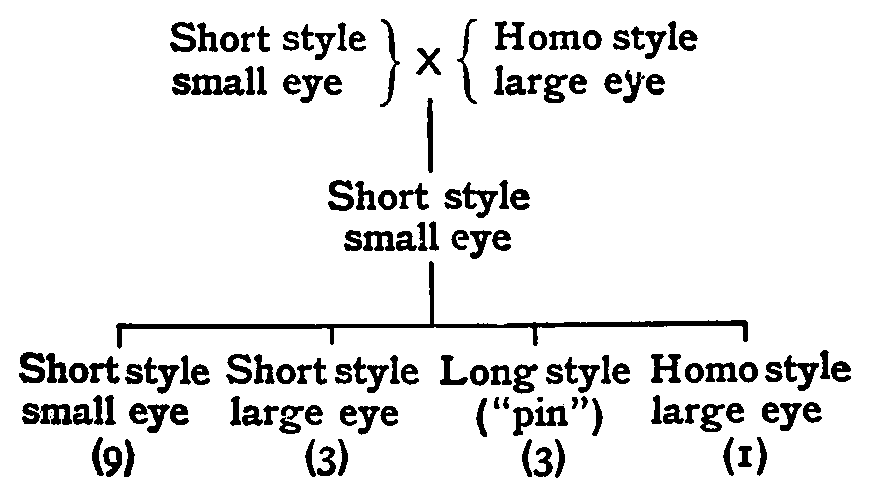 Short style } × { Homo style
small eye } × { large eye
Short style
small eye
Short style Short style Long style Homo style
small eye large eye ("pin") large eye
(9) (3) (3) (1)